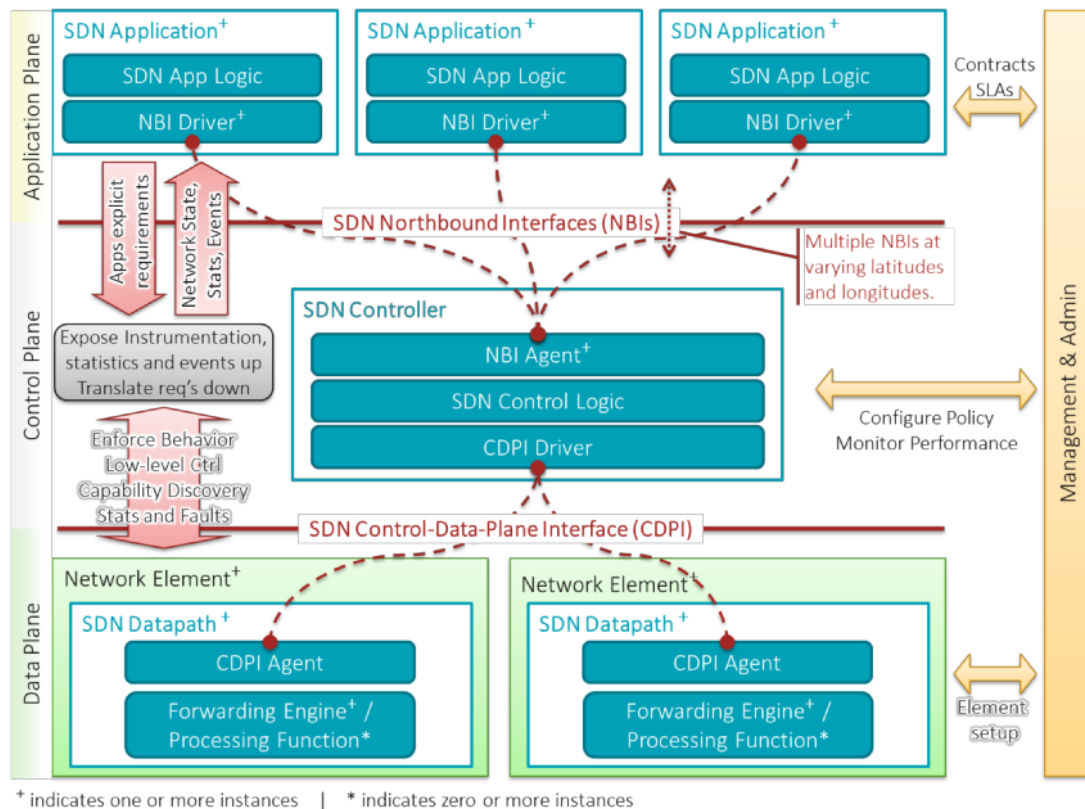 Application Plane
SDN Application+
SDN App Logic
NBI Driver+
SDN Application+
SDN App Logic
NBI Driver+
SDN Application+
SDN App Logic
NBI Driver+
Contracts
SLAs
Apps explicit
requirements
Network State,
Stats, Events
SDN Northbound Interfaces (NBIs)
Multiple NBIs at
varying latitudes
and longitudes.
Control Plane
Expose Instrumentation,
statistics and events up
Translate req's down
SDN Controller
NBI Agent+
SDN Control Logic
CDPI Driver
Configure Policy
Monitor Performance
Management & Admin
Enforce Behavior
Low-level Ctrl
Capability Discovery
Stats and Faults
SDN Control-Data-Plane Interface (CDPI)
Data Plane
Network Element+
SDN Datapath+
CDPI Agent
Forwarding Engine+ /
Processing Function*
Network Element+
SDN Datapath+
CDPI Agent
Forwarding Engine+ /
Processing Function*
Element
setup
+ indicates one or more instances | * indicates zero or more instances